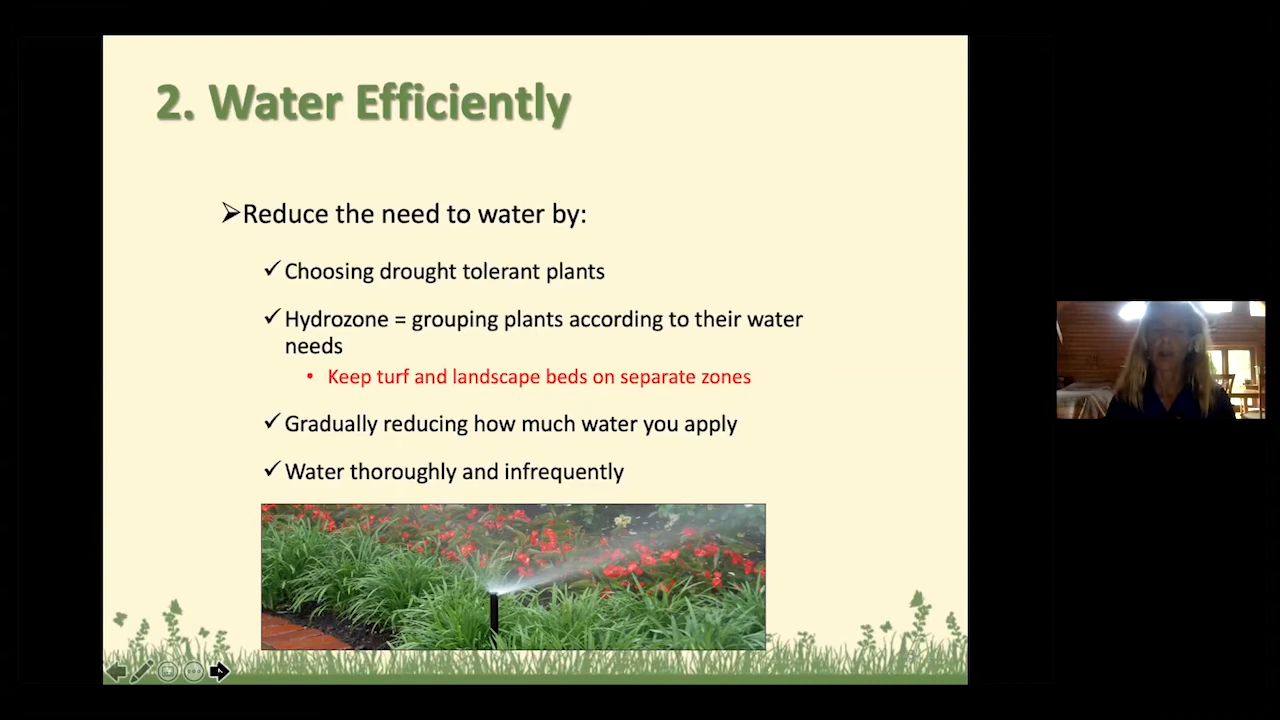 2. Water Efficiently
Reduce the need to water by:
Choosing drought tolerant plants
Hydrozone = grouping plants according to their water
needs
Keep turf and landscape beds on separate zones
Gradually reducing how much water you apply
Water thoroughly and infrequently